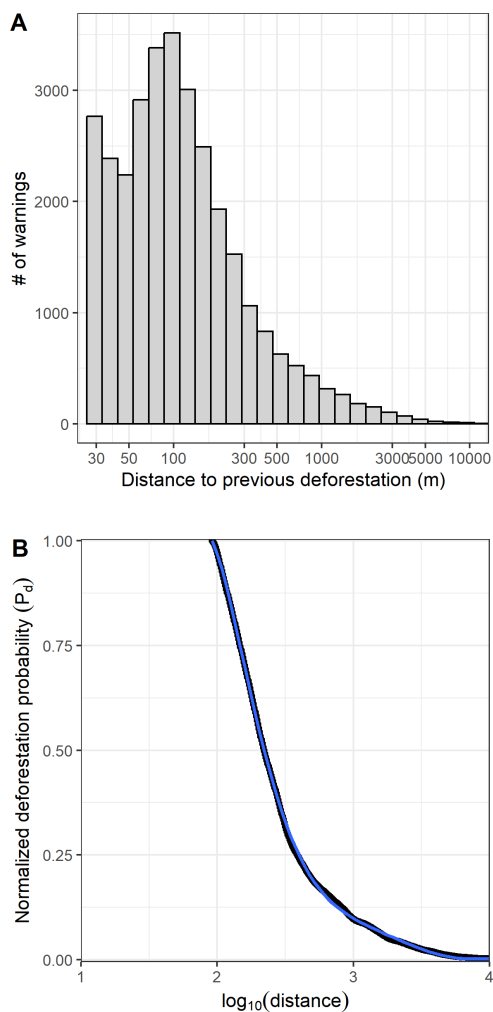 A
# of warnings
3000
2000
1000
0
30 50 100 300 500 1000 3000 5000 10000
Distance to previous deforestation (m)
B
Normalized deforestation probability (P_d)
1.00
0.75
0.50
0.25
0.00
1 2 3 4
log₁₀(distance)